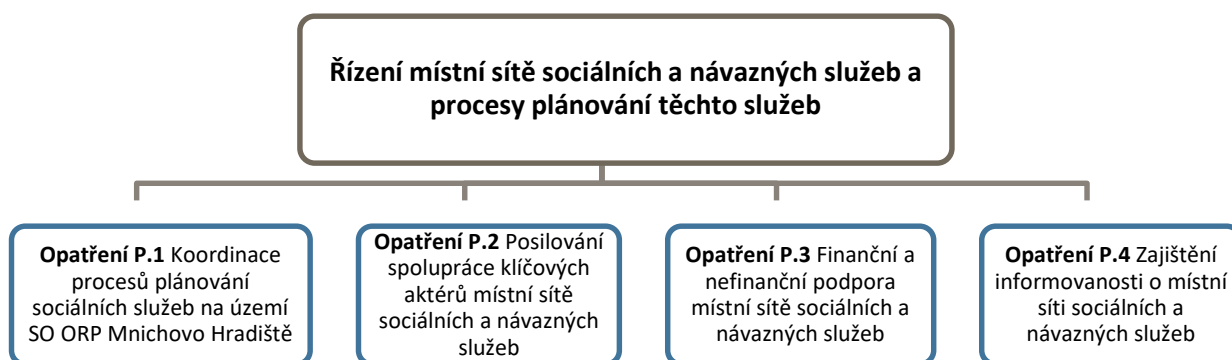 Řízení místní sítě sociálních a návazných služeb a
procesy plánování těchto služeb
Opatření P.1 Koordinace
procesů plánování
sociálních služeb na území
SO ORP Mnichovo Hradiště
Opatření P.2 Posilování
spolupráce klíčových
aktérů místní sítě
sociálních a návazných
služeb
Opatření P.3 Finanční a
nefinanční podpora
místní sítě sociálních a
návazných služeb
Opatření P.4 Zajištění
informovanosti o místní
síti sociálních a
návazných služeb